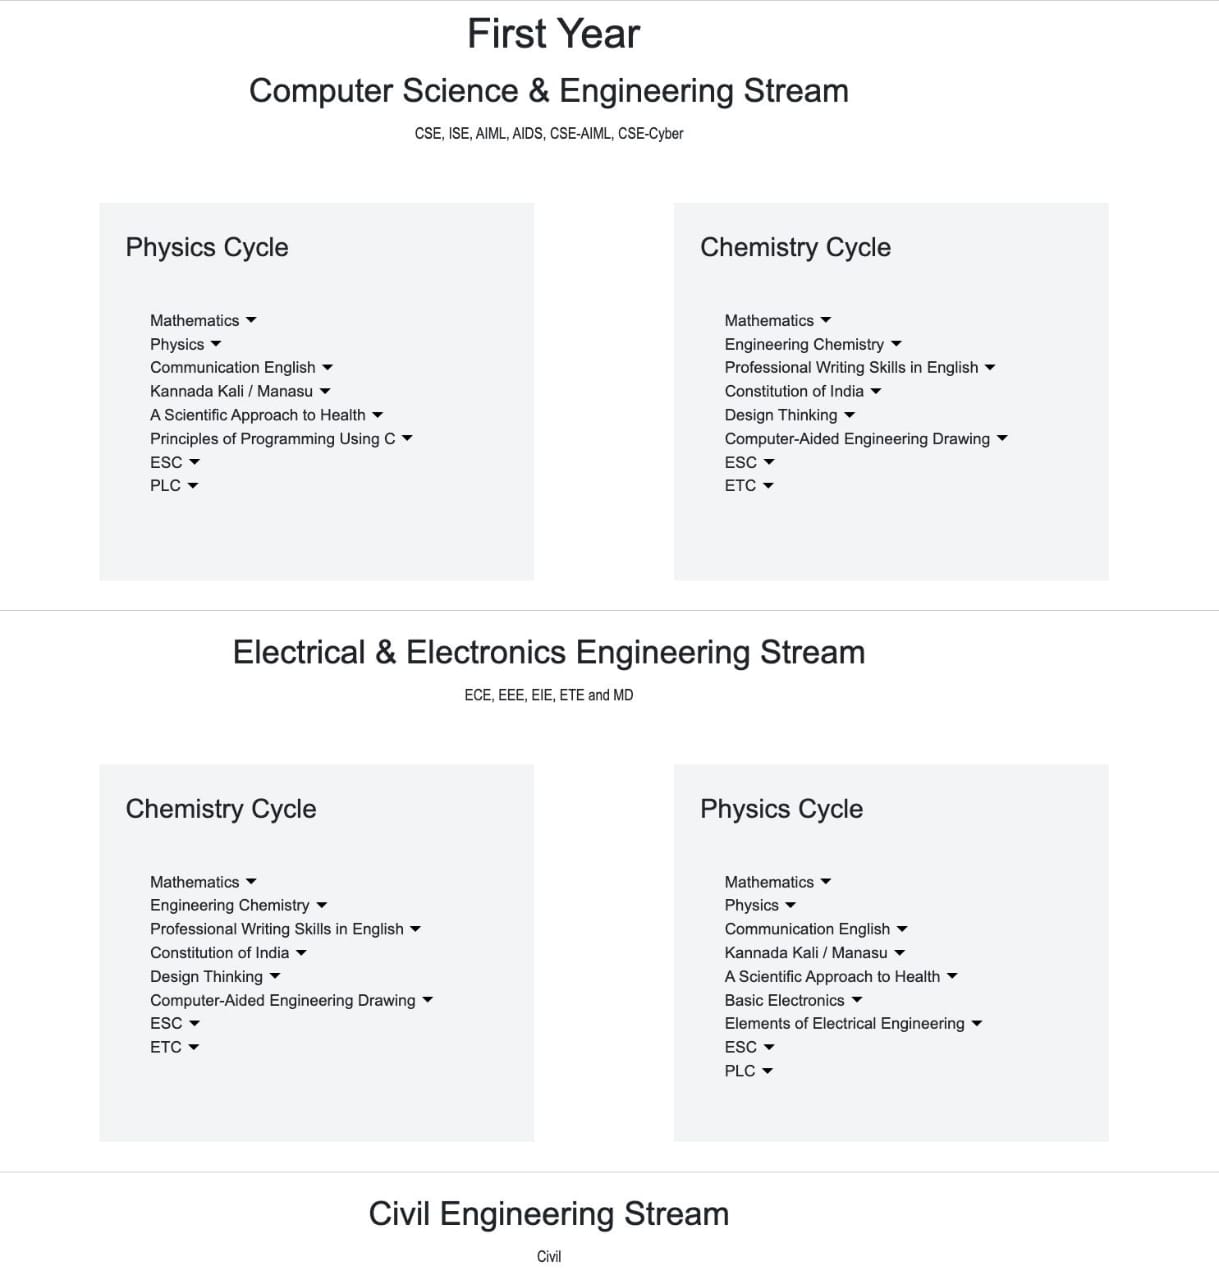 First Year
Computer Science & Engineering Stream
CSE, ISE, AIML, AIDS, CSE-AIML, CSE-Cyber
Physics Cycle
Mathematics
Physics
Communication English
Kannada Kali / Manasu
A Scientific Approach to Health
Principles of Programming Using C
ESC
PLC
Chemistry Cycle
Mathematics
Engineering Chemistry
Professional Writing Skills in English
Constitution of India
Design Thinking
Computer-Aided Engineering Drawing
ESC
ETC
Electrical & Electronics Engineering Stream
ECE, EEE, EIE, ETE and MD
Chemistry Cycle
Mathematics
Engineering Chemistry
Professional Writing Skills in English
Constitution of India
Design Thinking
Computer-Aided Engineering Drawing
ESC
ETC
Physics Cycle
Mathematics
Physics
Communication English
Kannada Kali / Manasu
A Scientific Approach to Health
Basic Electronics
Elements of Electrical Engineering
ESC
PLC
Civil Engineering Stream
Civil